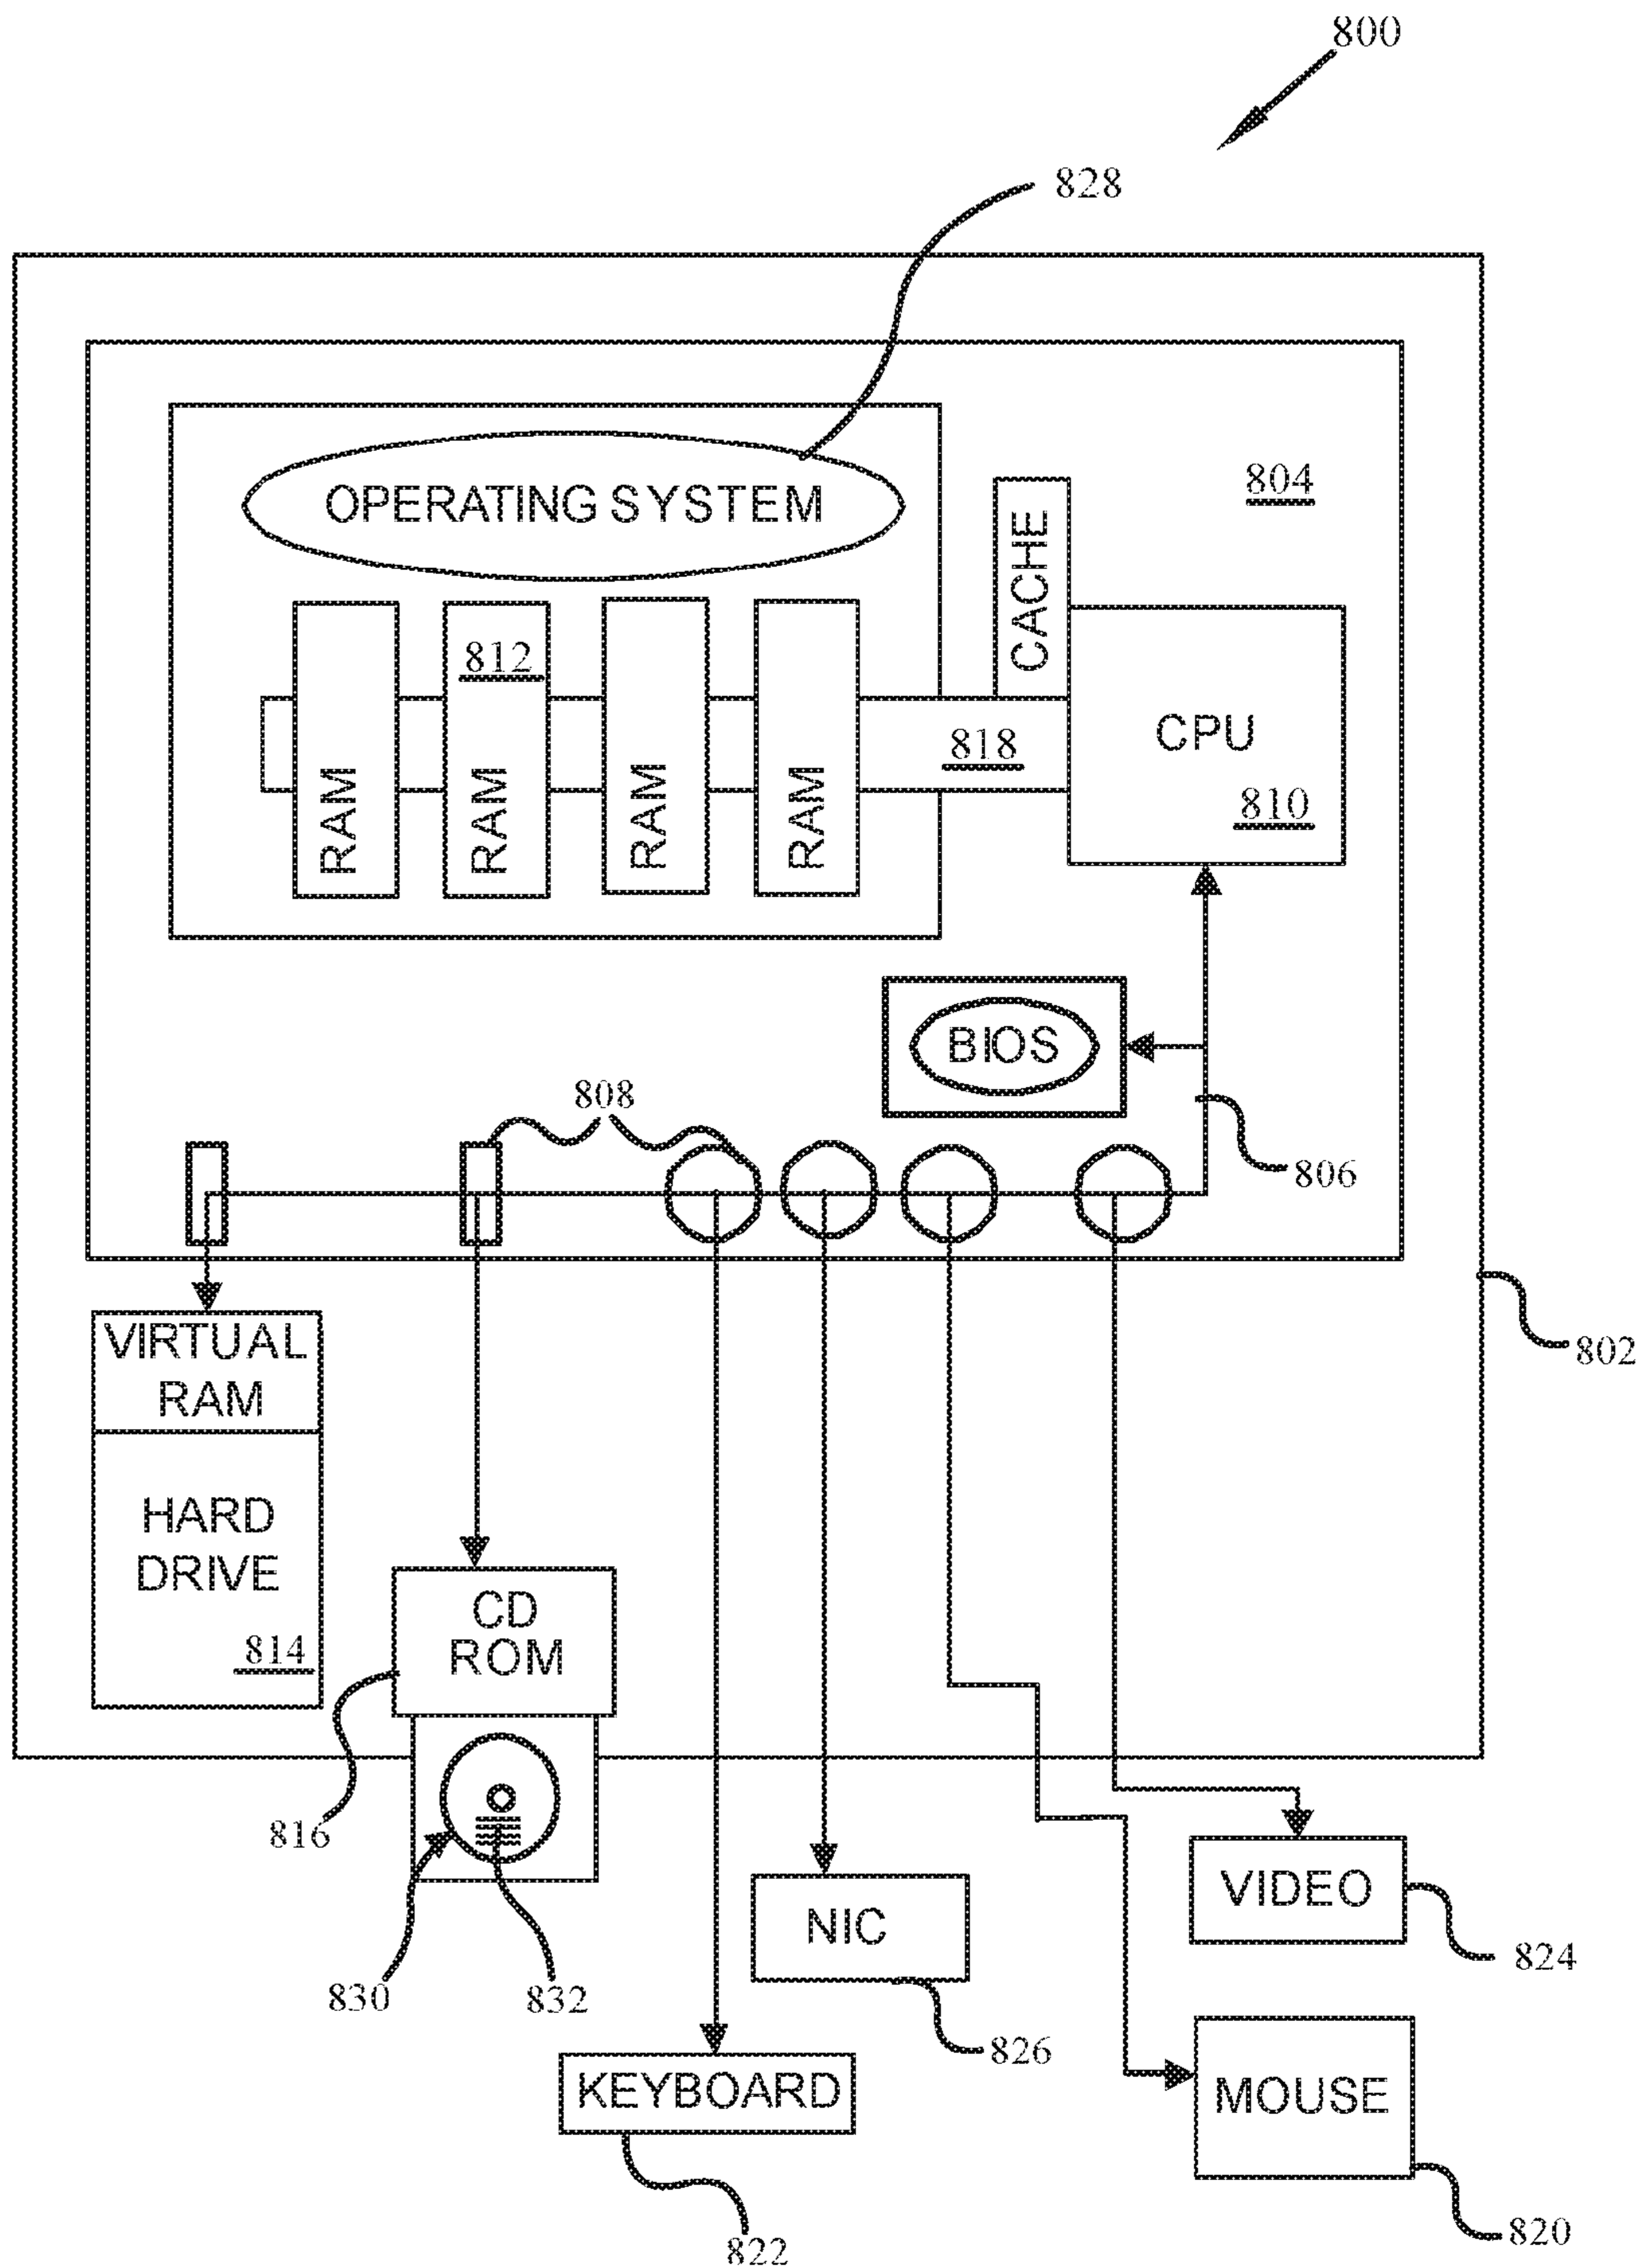 800
828
OPERATING SYSTEM
804
CACHE
812
RAM
RAM
RAM
RAM
818
CPU
810
BIOS
808
806
802
VIRTUAL
RAM
HARD
DRIVE
814
CD
ROM
816
830
832
NIC
826
VIDEO
824
KEYBOARD
822
MOUSE
820